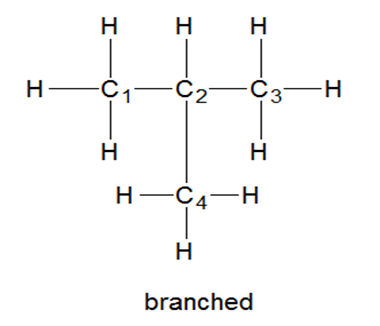 H H H
H C₁ C₂ C₃ H
H H
H C₄ H
H
branched